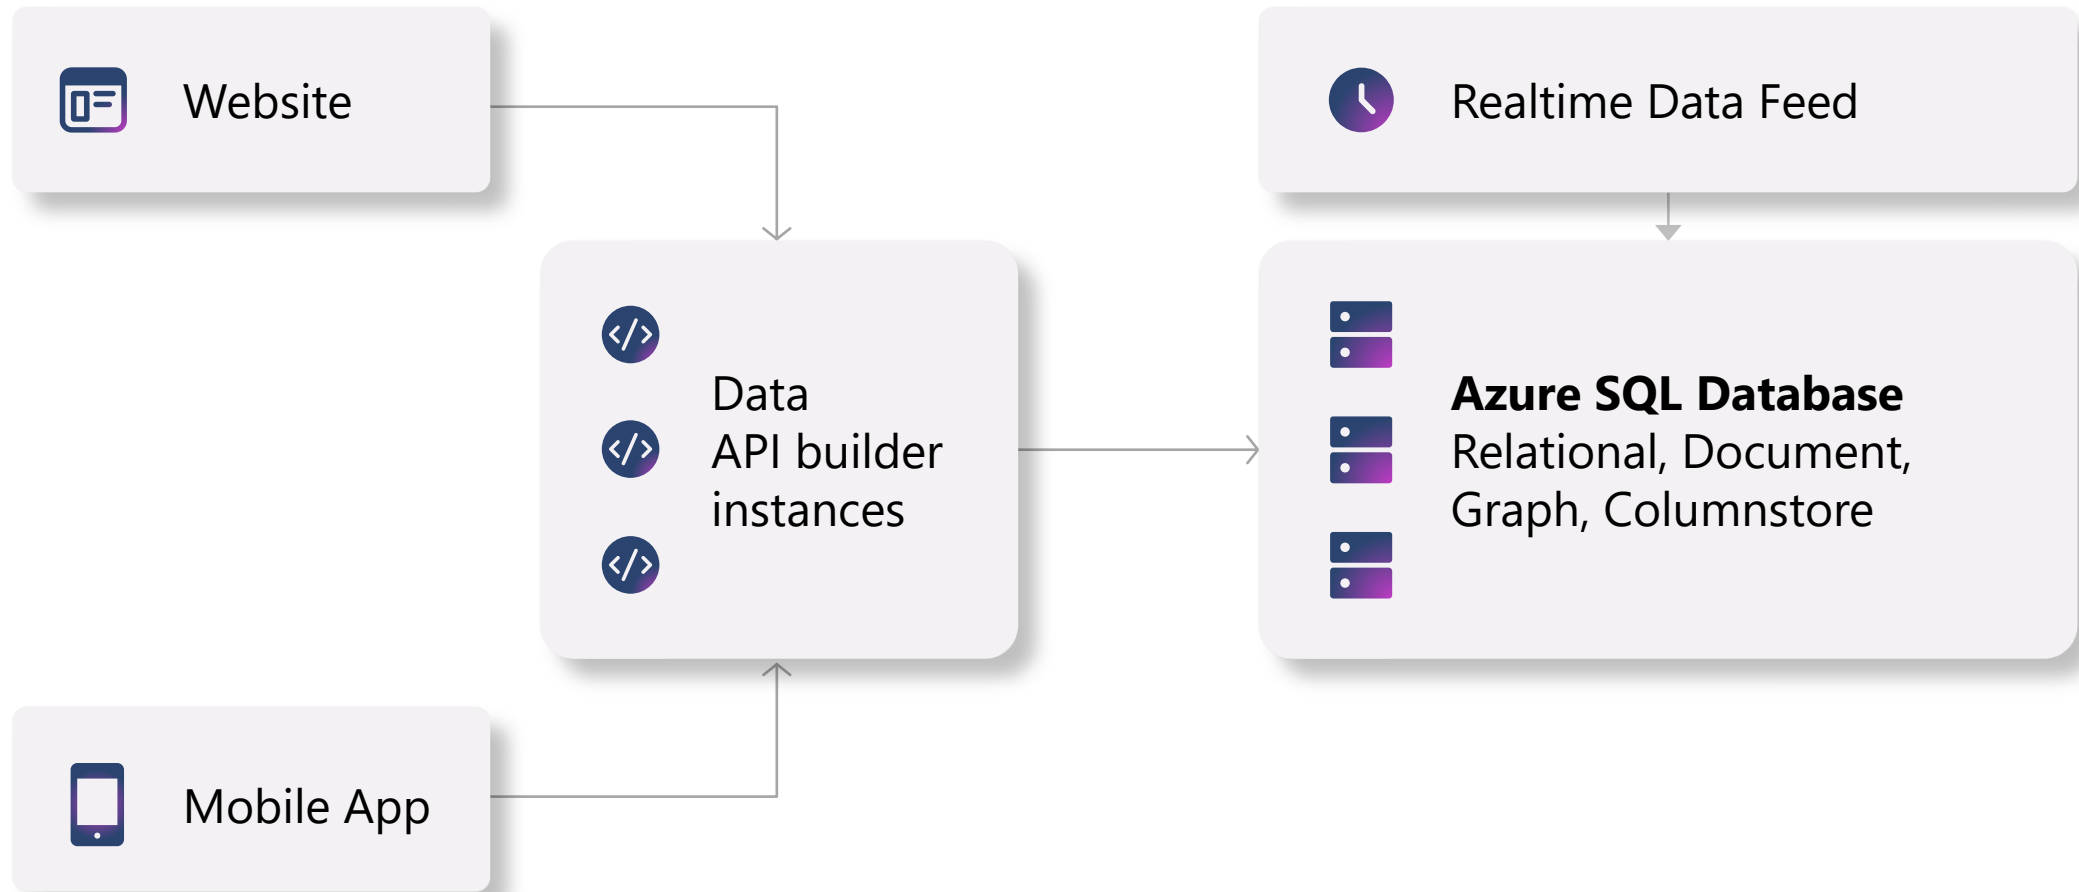 Website
Realtime Data Feed
Data
API builder
instances
Azure SQL Database
Relational, Document,
Graph, Columnstore
Mobile App